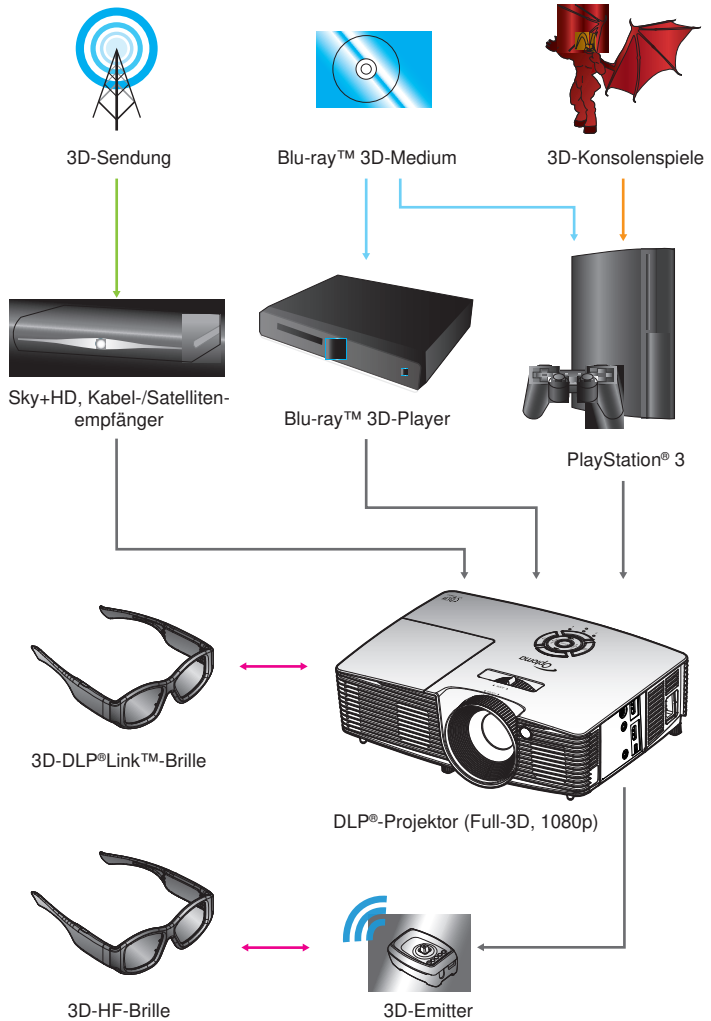 3D-Sendung
Blu-ray™ 3D-Medium
3D-Konsolenspiele
Sky+HD, Kabel-/Satelliten-
empfänger
Blu-ray™ 3D-Player
PlayStation® 3
Optoma
3D-DLP®Link™-Brille
DLP®-Projektor (Full-3D, 1080p)
3D-HF-Brille
3D-Emitter